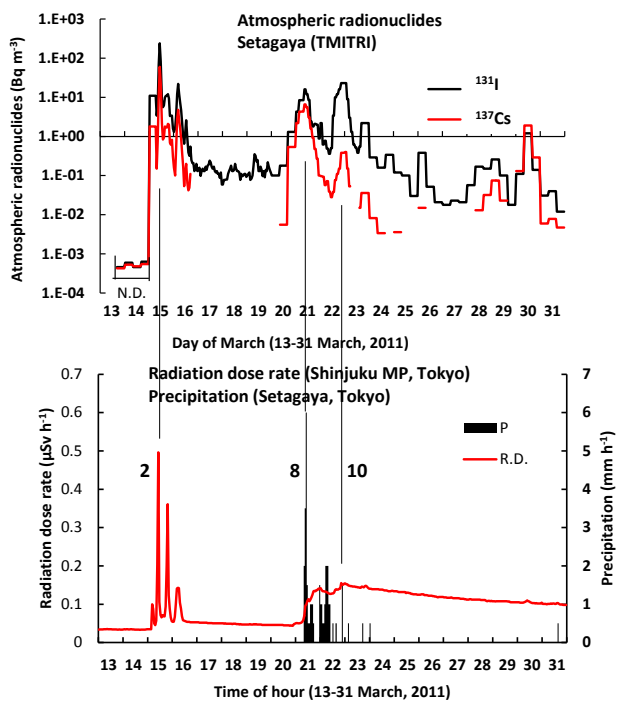 Atmospheric radionuclides
Setagaya (TMITRI)
Atmospheric radionuclides (Bq m⁻³)
1.E+03
1.E+02
1.E+01
1.E+00
1.E-01
1.E-02
1.E-03
1.E-04
¹³¹I
¹³⁷Cs
N.D.
13 14 15 16 17 18 19 20 21 22 23 24 25 26 27 28 29 30 31
Day of March (13-31 March, 2011)
Radiation dose rate (Shinjuku MP, Tokyo)
Precipitation (Setagaya, Tokyo)
Radiation dose rate (μSv h⁻¹)
0.7
0.6
0.5
0.4
0.3
0.2
0.1
0
P
R.D.
2
8
10
7
6
5
4
3
2
1
0
Precipitation (mm h⁻¹)
13 14 15 16 17 18 19 20 21 22 23 24 25 26 27 28 29 30 31
Time of hour (13-31 March, 2011)